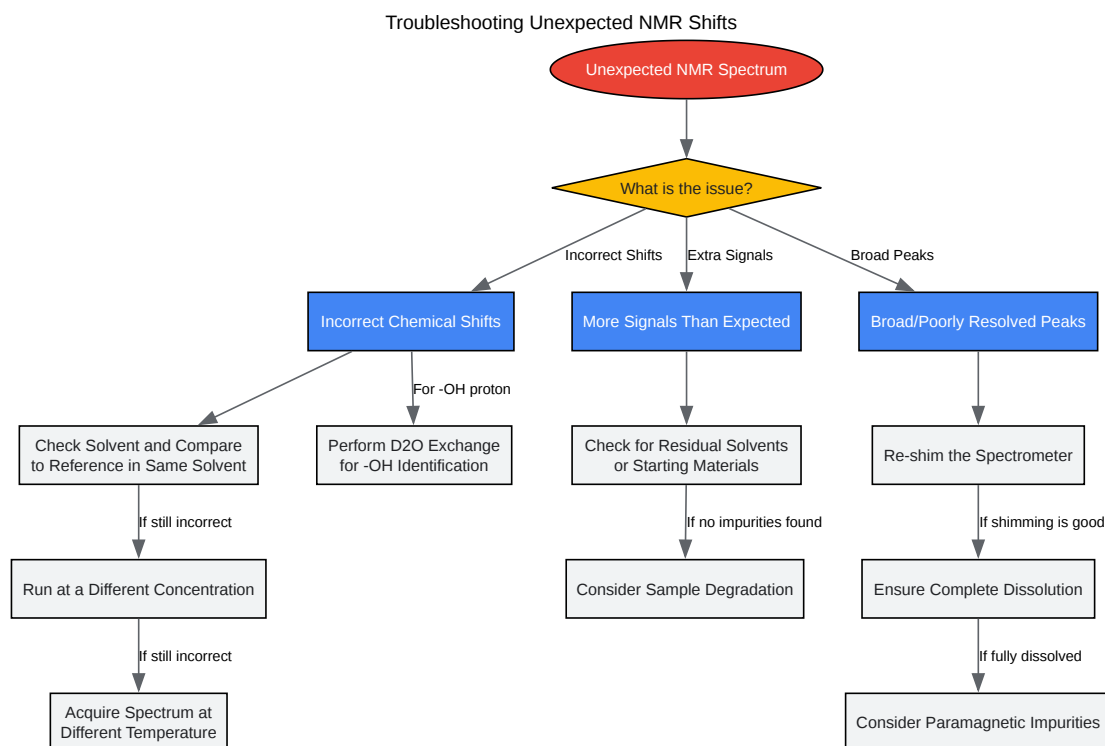 Troubleshooting Unexpected NMR Shifts
Unexpected NMR Spectrum
What is the issue?
Incorrect Shifts
Extra Signals
Broad Peaks
Incorrect Chemical Shifts
More Signals Than Expected
Broad/Poorly Resolved Peaks
For -OH proton
Check Solvent and Compare
to Reference in Same Solvent
Perform D2O Exchange
for -OH Identification
Check for Residual Solvents
or Starting Materials
Re-shim the Spectrometer
If still incorrect
If no impurities found
If shimming is good
Run at a Different Concentration
Consider Sample Degradation
Ensure Complete Dissolution
If still incorrect
If fully dissolved
Acquire Spectrum at
Different Temperature
Consider Paramagnetic Impurities